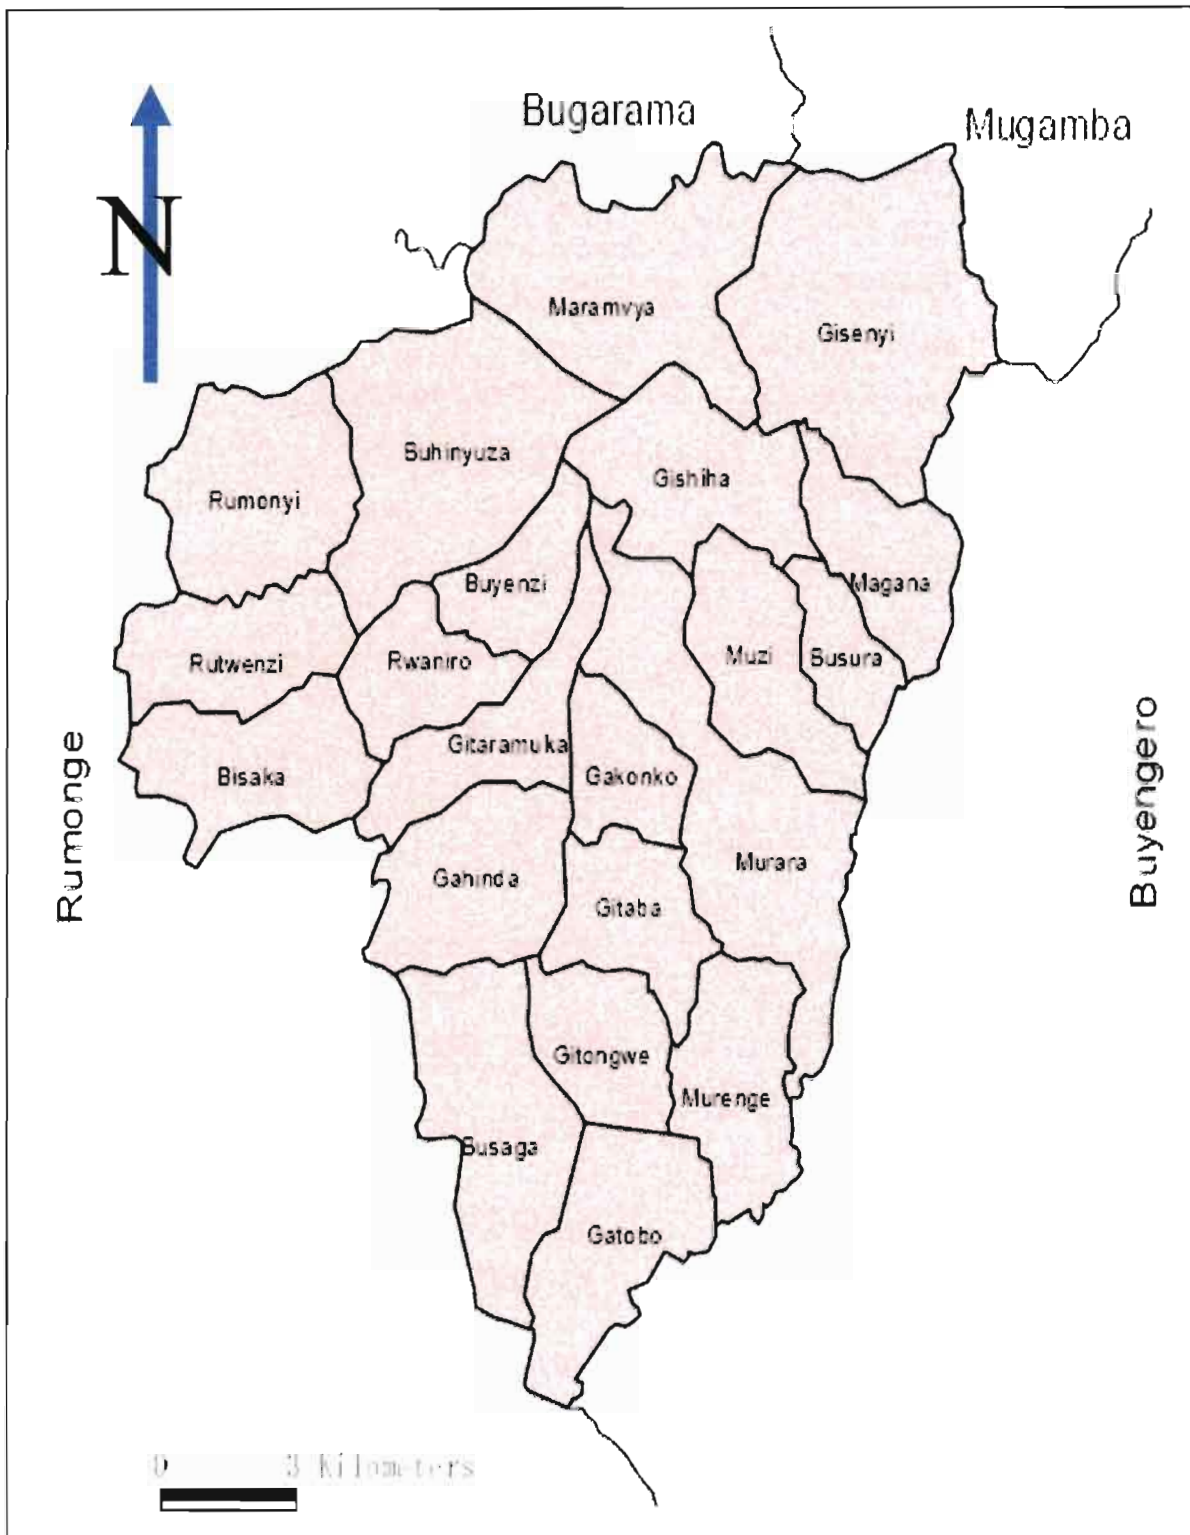 Bugarama
Mugamba
N
Maramvya
Gisenyi
Buhinyuza
Gishiha
Rumonyi
Buyenzi
Magana
Rutwenzi
Rwaniro
Muzi
Busura
Gitaramuka
Bisaka
Gakonko
Rumonge
Buyengero
Murara
Gahinda
Gitaba
Gitongwe
Murenge
Busaga
Gatobo
0 3 Kilometers